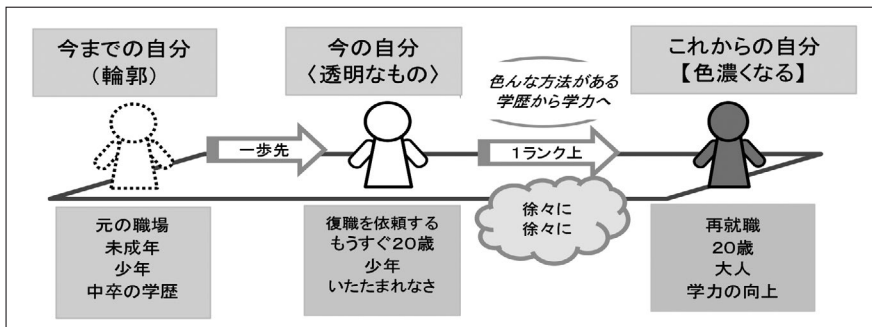 今までの自分
(輪郭)
今の自分
〈透明なもの〉
色んな方法がある
学歴から学力へ
これからの自分
【色濃くなる】
一歩先
1ランク上
徐々に
徐々に
元の職場
未成年
少年
中卒の学歴
復職を依頼する
もうすぐ20歳
少年
いたたまれなさ
再就職
20歳
大人
学力の向上